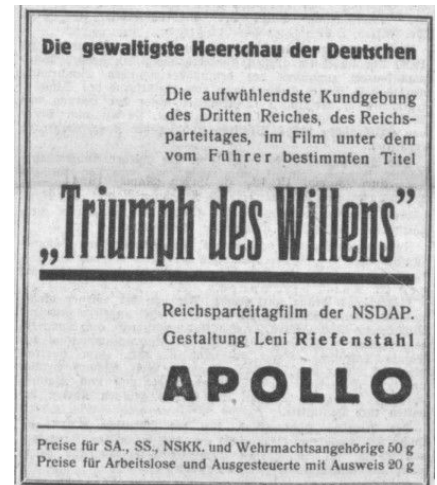 Die gewaltigste Heerschau der Deutschen
Die aufwühlendste Kundgebung
des Dritten Reiches, des Reichs-
parteitages, im Film unter dem
vom Führer bestimmten Titel
„Triumph des Willens”
Reichsparteitagfilm der NSDAP.
Gestaltung Leni Riefenstahl
APOLLO
Preise für SA., SS., NSKK. und Wehrmachtsangehörige 50 g
Preise für Arbeitslose und Ausgesteuerte mit Ausweis 20 g